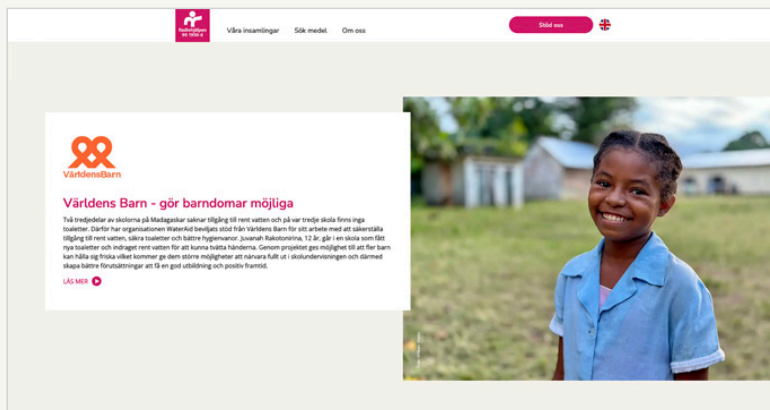 Radiohjälpen
90 1950-6
Våra insamlingar
Sök medel
Om oss
Stöd oss
VärldensBarn
Världens Barn - gör barndomar möjliga
Två tredjedelar av skolorna på Madagaskar saknar tillgång till rent vatten och på var tredje skola finns inga
toaletter. Därför har organisationen WaterAid beviljats stöd från Världens Barn för sitt arbete med att säkerställa
tillgång till rent vatten, säkra toaletter och bättre hygienvanor. Juvanah Rakotonirina, 12 år, går i en skola som fått
nya toaletter och indraget rent vatten för att kunna tvätta händerna. Genom projektet ges möjlighet till att fler barn
kan hålla sig friska vilket kommer ge dem större möjligheter att närvara fullt ut i skolundervisningen och därmed
skapa bättre förutsättningar att få en god utbildning och positiv framtid.
LÄS MER